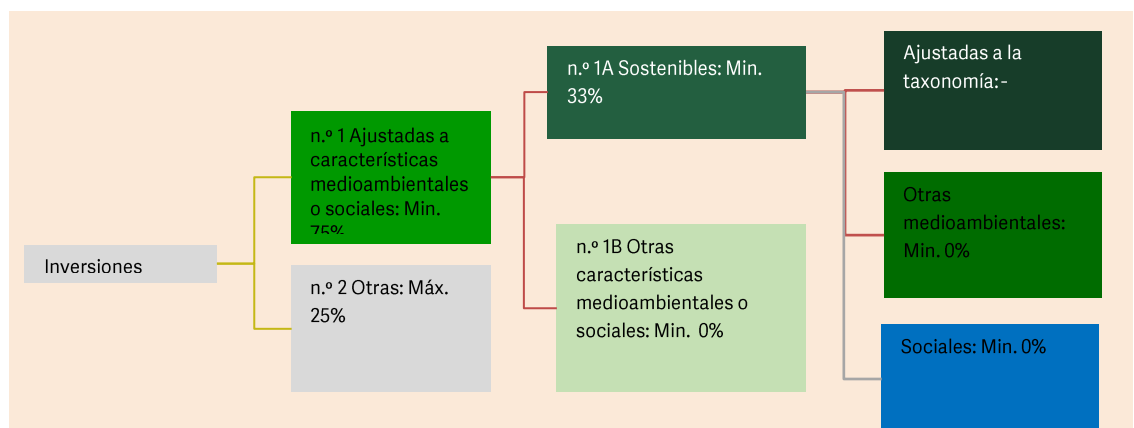 Inversiones
n.º 1 Ajustadas a
características
medioambientales
o sociales: Min.
75%
n.º 2 Otras: Máx.
25%
n.º 1A Sostenibles: Min.
33%
n.º 1B Otras
características
medioambientales o
sociales: Min. 0%
Ajustadas a la
taxonomía:-
Otras
medioambientales:
Min. 0%
Sociales: Min. 0%